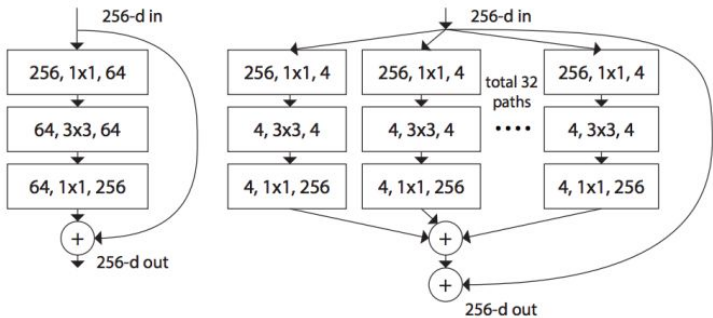 256-d in
256, 1x1, 64
64, 3x3, 64
64, 1x1, 256
+
256-d out
256-d in
256, 1x1, 4
256, 1x1, 4
total 32
paths
256, 1x1, 4
4, 3x3, 4
4, 3x3, 4
....
4, 3x3, 4
4, 1x1, 256
4, 1x1, 256
4, 1x1, 256
+
+
256-d out